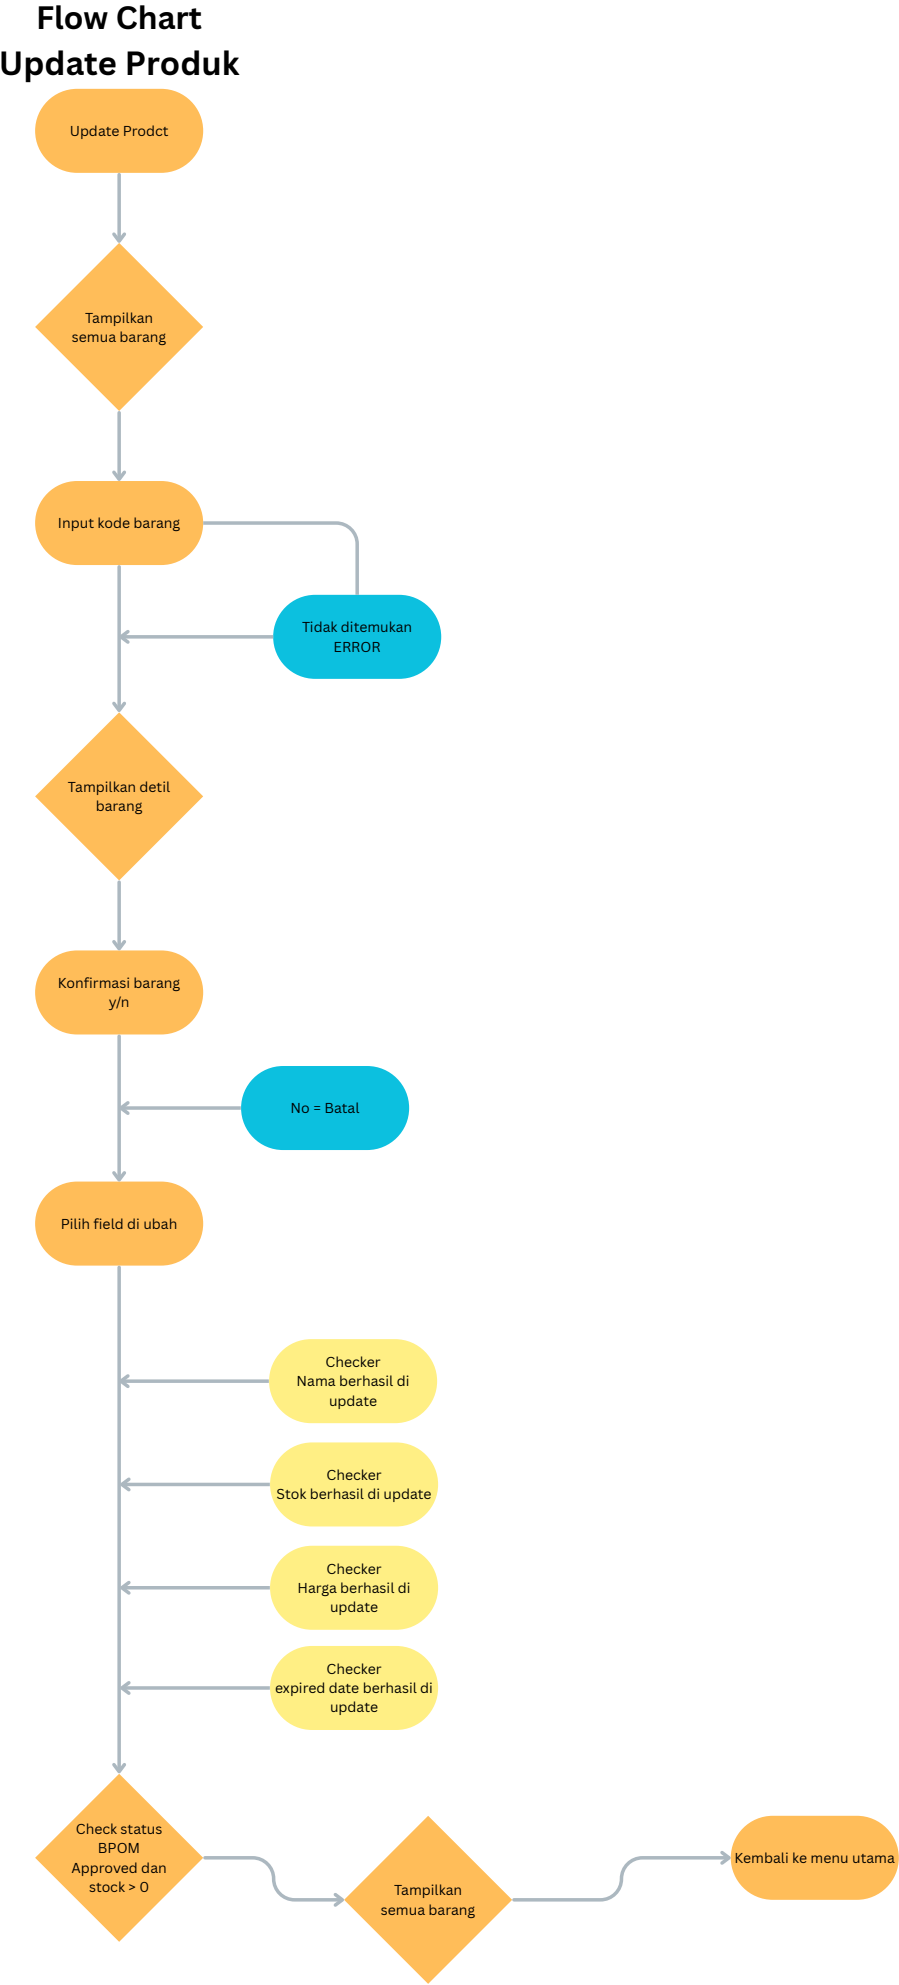 Flow Chart
Update Produk
Update Prodct
Tampilkan
semua barang
Input kode barang
Tidak ditemukan
ERROR
Tampilkan detil
barang
Konfirmasi barang
y/n
No = Batal
Pilih field di ubah
Checker
Nama berhasil di
update
Checker
Stok berhasil di update
Checker
Harga berhasil di
update
Checker
expired date berhasil di
update
Check status
BPOM
Approved dan
stock > 0
Tampilkan
semua barang
Kembali ke menu utama